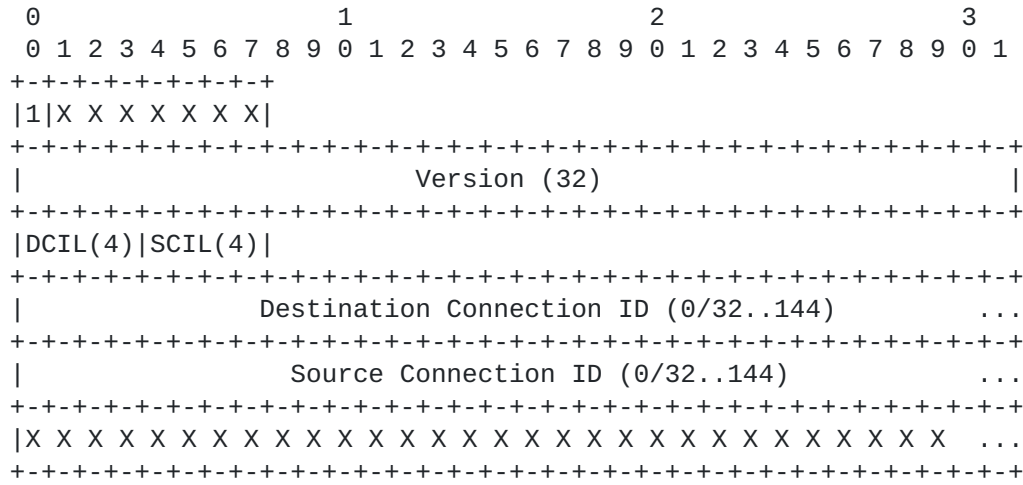 0                   1                   2                   3
 0 1 2 3 4 5 6 7 8 9 0 1 2 3 4 5 6 7 8 9 0 1 2 3 4 5 6 7 8 9 0 1
+-+-+-+-+-+-+-+-+
|1|X X X X X X X|
+-+-+-+-+-+-+-+-+-+-+-+-+-+-+-+-+-+-+-+-+-+-+-+-+-+-+-+-+-+-+-+-+
|                         Version (32)                          |
+-+-+-+-+-+-+-+-+-+-+-+-+-+-+-+-+-+-+-+-+-+-+-+-+-+-+-+-+-+-+-+-+
|DCIL(4)|SCIL(4)|
+-+-+-+-+-+-+-+-+-+-+-+-+-+-+-+-+-+-+-+-+-+-+-+-+-+-+-+-+-+-+-+-+
|               Destination Connection ID (0/32..144)         ...
+-+-+-+-+-+-+-+-+-+-+-+-+-+-+-+-+-+-+-+-+-+-+-+-+-+-+-+-+-+-+-+-+
|                 Source Connection ID (0/32..144)            ...
+-+-+-+-+-+-+-+-+-+-+-+-+-+-+-+-+-+-+-+-+-+-+-+-+-+-+-+-+-+-+-+-+
|X X X X X X X X X X X X X X X X X X X X X X X X X X X X X X  ...
+-+-+-+-+-+-+-+-+-+-+-+-+-+-+-+-+-+-+-+-+-+-+-+-+-+-+-+-+-+-+-+-+